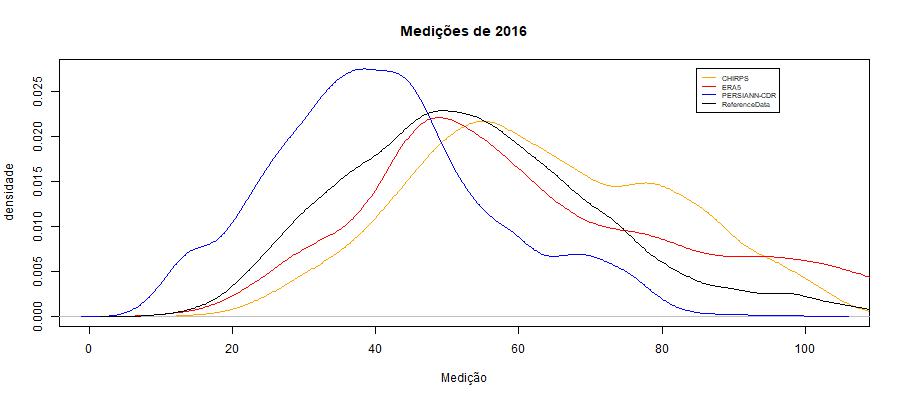 Medições de 2016
CHIRPS
ERA5
PERSIANN-CDR
ReferenceData
densidade
0.025
0.020
0.015
0.010
0.005
0.000
0 20 40 60 80 100
Medição